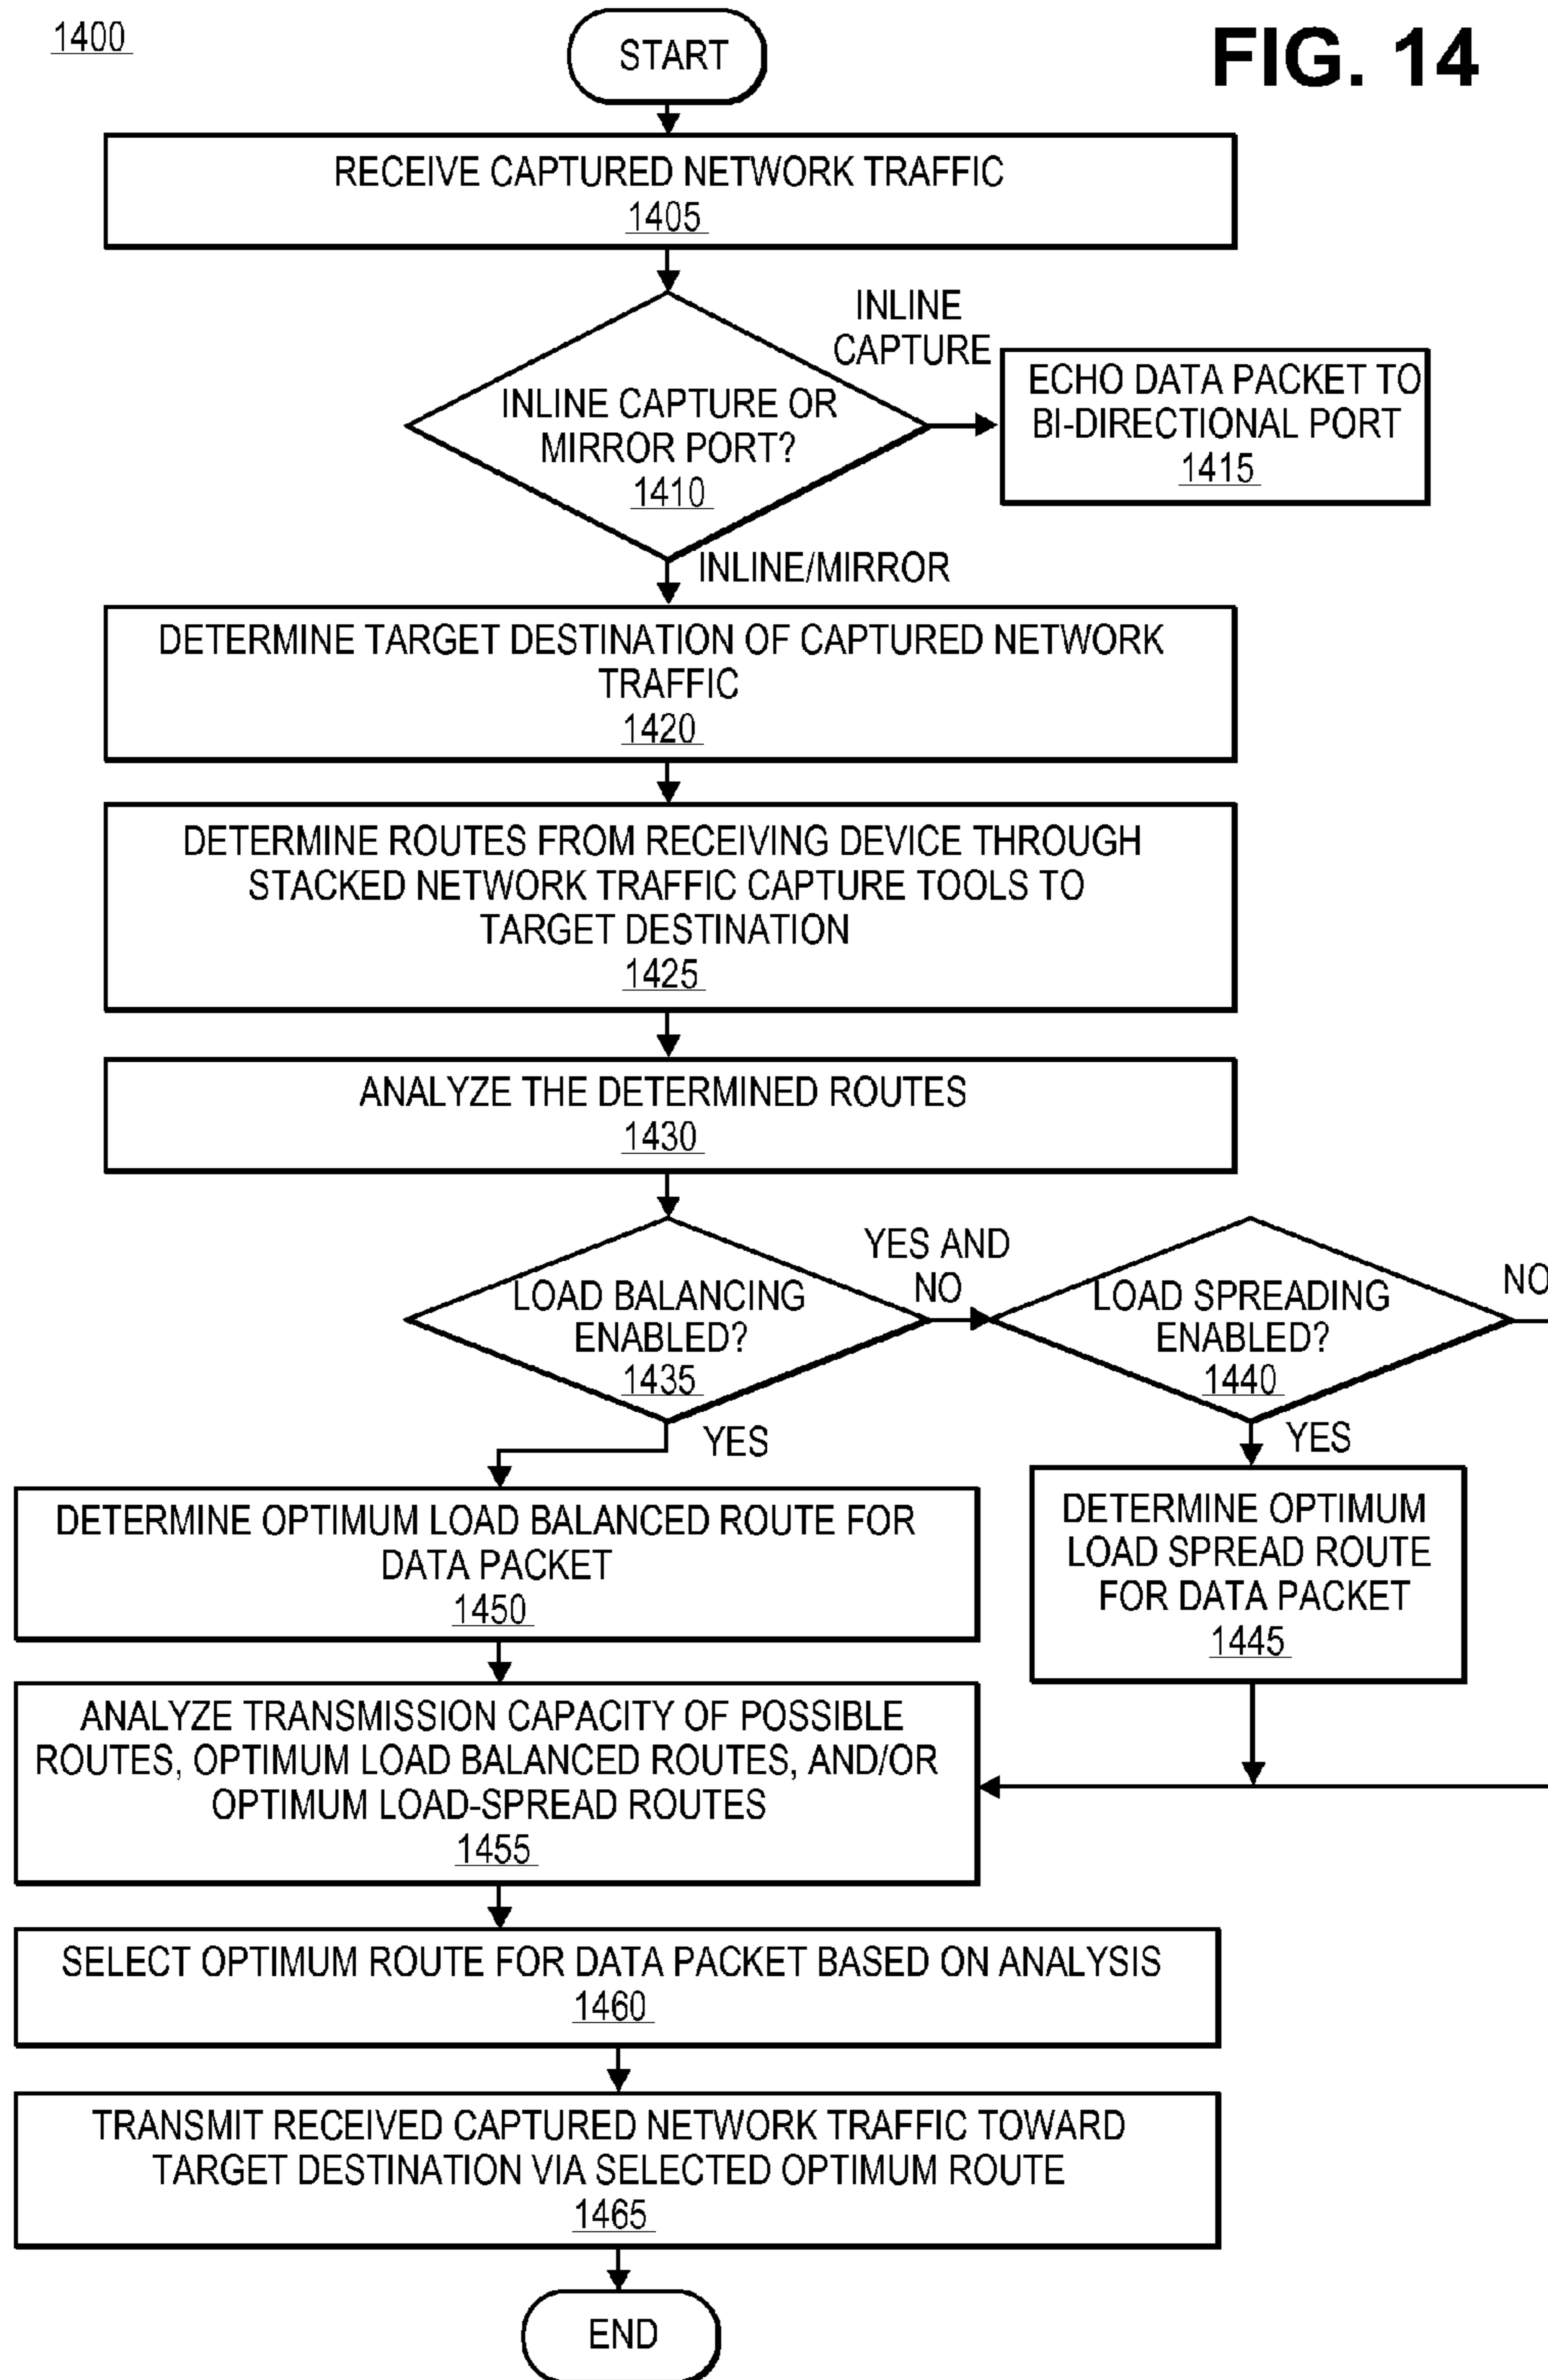 1400
FIG. 14
START
RECEIVE CAPTURED NETWORK TRAFFIC
1405
INLINE
CAPTURE
INLINE CAPTURE OR
MIRROR PORT?
1410
ECHO DATA PACKET TO
BI-DIRECTIONAL PORT
1415
INLINE/MIRROR
DETERMINE TARGET DESTINATION OF CAPTURED NETWORK
TRAFFIC
1420
DETERMINE ROUTES FROM RECEIVING DEVICE THROUGH
STACKED NETWORK TRAFFIC CAPTURE TOOLS TO
TARGET DESTINATION
1425
ANALYZE THE DETERMINED ROUTES
1430
LOAD BALANCING
ENABLED?
1435
YES AND
NO
LOAD SPREADING
ENABLED?
1440
NO
YES
YES
DETERMINE OPTIMUM LOAD BALANCED ROUTE FOR
DATA PACKET
1450
DETERMINE OPTIMUM
LOAD SPREAD ROUTE
FOR DATA PACKET
1445
ANALYZE TRANSMISSION CAPACITY OF POSSIBLE
ROUTES, OPTIMUM LOAD BALANCED ROUTES, AND/OR
OPTIMUM LOAD-SPREAD ROUTES
1455
SELECT OPTIMUM ROUTE FOR DATA PACKET BASED ON ANALYSIS
1460
TRANSMIT RECEIVED CAPTURED NETWORK TRAFFIC TOWARD
TARGET DESTINATION VIA SELECTED OPTIMUM ROUTE
1465
END